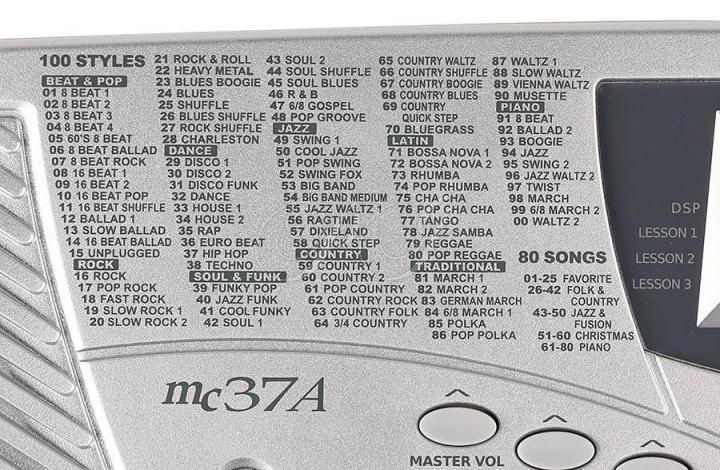 100 STYLES
BEAT & POP
01 8 BEAT 1
02 8 BEAT 2
03 8 BEAT 3
04 8 BEAT 4
05 60'S 8 BEAT
06 8 BEAT BALLAD
07 8 BEAT ROCK
08 16 BEAT 1
09 16 BEAT 2
10 16 BEAT POP
11 16 BEAT SHUFFLE
12 BALLAD 1
13 SLOW BALLAD
14 16 BEAT BALLAD
15 UNPLUGGED
ROCK
16 ROCK
17 POP ROCK
18 FAST ROCK
19 SLOW ROCK 1
20 SLOW ROCK 2
21 ROCK & ROLL
22 HEAVY METAL
23 BLUES BOOGIE
24 BLUES
25 SHUFFLE
26 BLUES SHUFFLE
27 ROCK SHUFFLE
28 CHARLESTON
DANCE
29 DISCO 1
30 DISCO 2
31 DISCO FUNK
32 DANCE
33 HOUSE 1
34 HOUSE 2
35 RAP
36 EURO BEAT
37 HIP HOP
38 TECHNO
SOUL & FUNK
39 FUNKY POP
40 JAZZ FUNK
41 COOL FUNKY
42 SOUL 1
43 SOUL 2
44 SOUL SHUFFLE
45 SOUL BLUES
46 R & B
47 6/8 GOSPEL
48 POP GROOVE
JAZZ
49 SWING 1
50 COOL JAZZ
51 POP SWING
52 SWING FOX
53 BIG BAND
54 BIG BAND MEDIUM
55 JAZZ WALTZ 1
56 RAGTIME
57 DIXIELAND
58 QUICK STEP
COUNTRY
59 COUNTRY 1
60 COUNTRY 2
61 POP COUNTRY
62 COUNTRY ROCK
63 COUNTRY FOLK
64 3/4 COUNTRY
65 COUNTRY WALTZ
66 COUNTRY SHUFFLE
67 COUNTRY BOOGIE
68 COUNTRY BLUES
69 COUNTRY
QUICK STEP
70 BLUEGRASS
LATIN
71 BOSSA NOVA 1
72 BOSSA NOVA 2
73 RHUMBA
74 POP RHUMBA
75 CHA CHA
76 POP CHA CHA
77 TANGO
78 JAZZ SAMBA
79 REGGAE
80 POP REGGAE
TRADITIONAL
81 MARCH 1
82 MARCH 2
83 GERMAN MARCH
84 6/8 MARCH 1
85 POLKA
86 POP POLKA
87 WALTZ 1
88 SLOW WALTZ
89 VIENNA WALTZ
90 MUSETTE
PIANO
91 8 BEAT
92 BALLAD 2
93 BOOGIE
94 JAZZ
95 SWING 2
96 JAZZ WALTZ 2
97 TWIST
98 MARCH
99 6/8 MARCH 2
00 WALTZ 2
80 SONGS
01-25 FAVORITE
26-42 FOLK &
COUNTRY
43-50 JAZZ &
FUSION
51-60 CHRISTMAS
61-80 PIANO
DSP
LESSON 1
LESSON 2
LESSON 3
mc37A
MASTER VOL